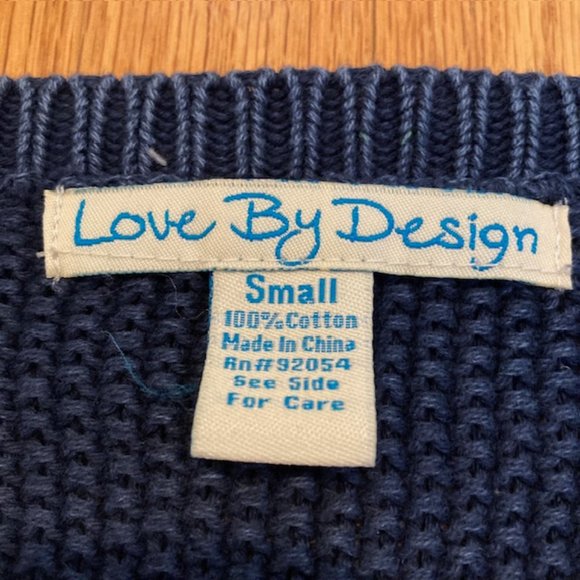 Love By Design
Small
100% Cotton
Made In China
Rn#92054
See Side
For Care